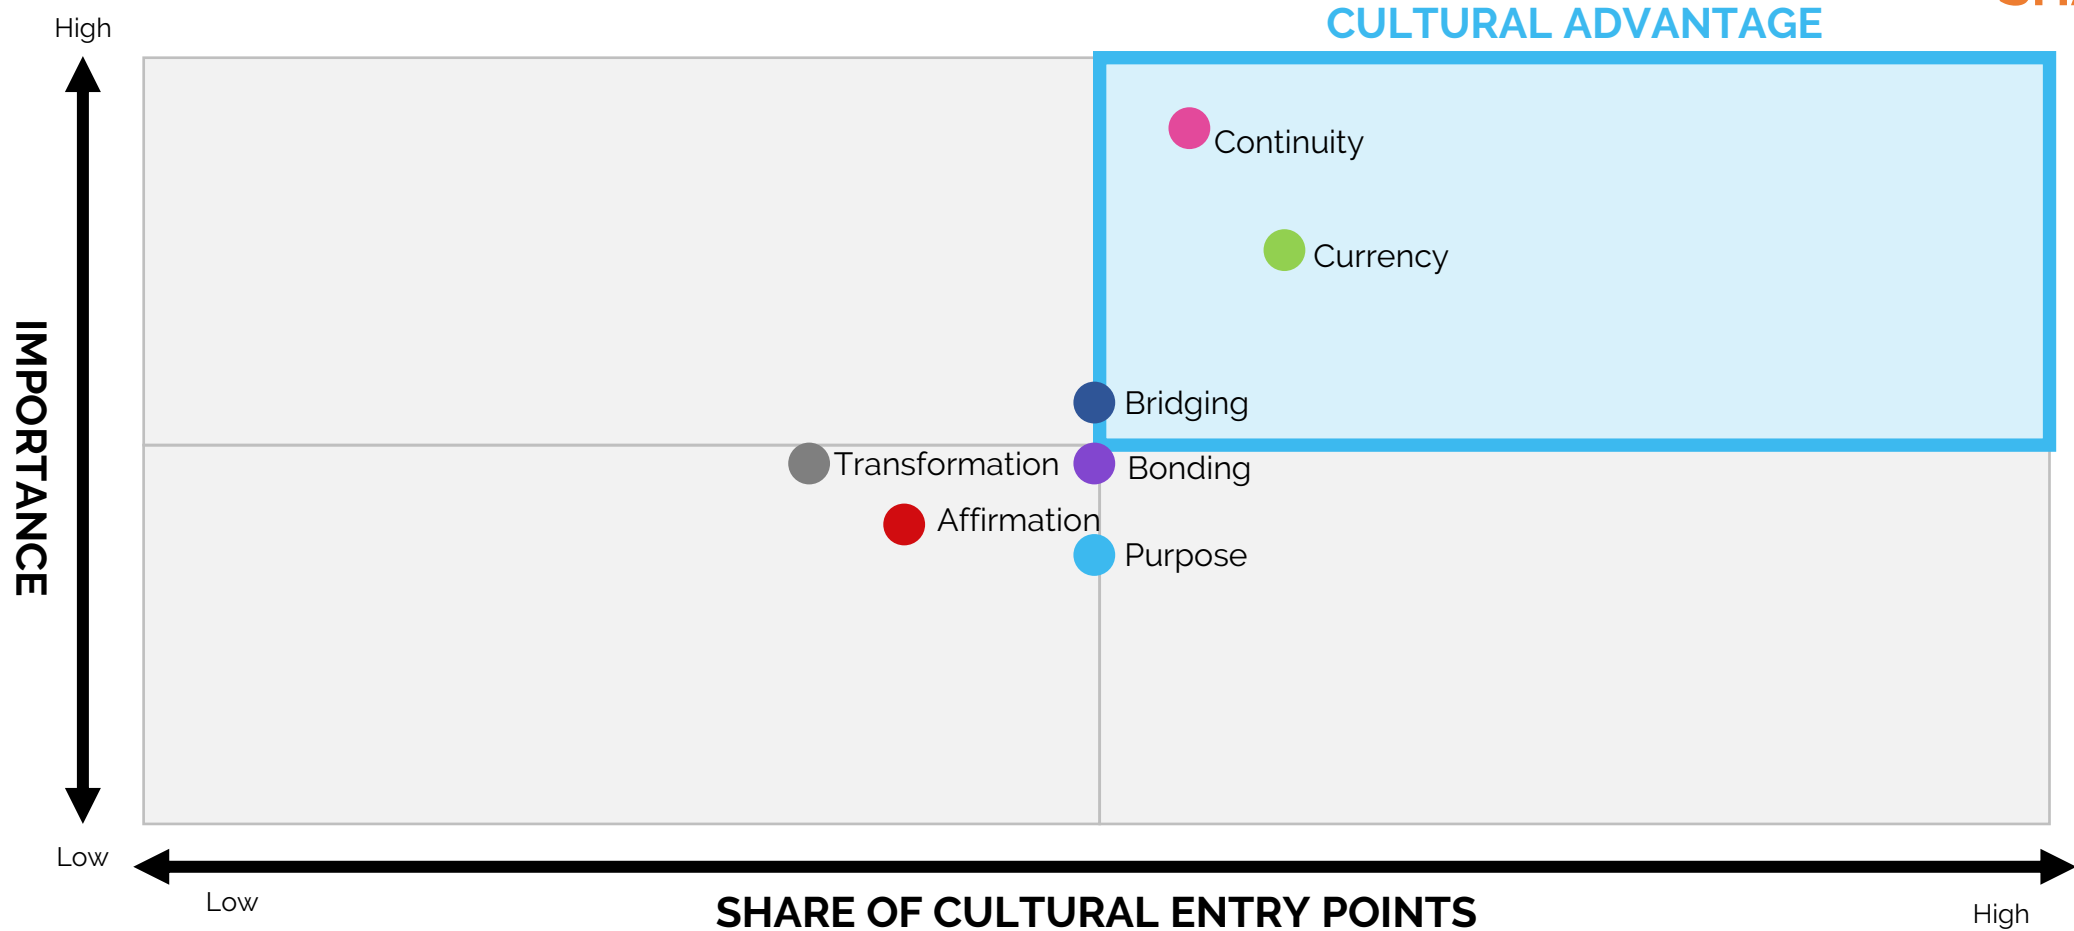 CULTURAL ADVANTAGE
High
Continuity
Currency
IMPORTANCE
Bridging
Transformation
Bonding
Affirmation
Purpose
Low
Low
SHARE OF CULTURAL ENTRY POINTS
High